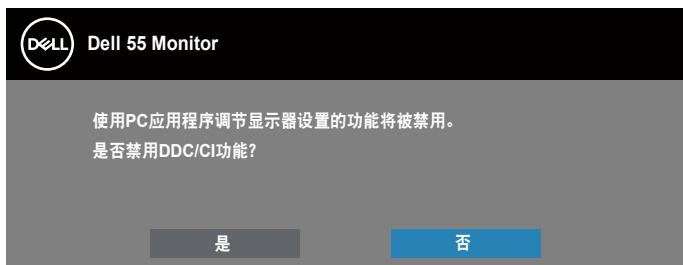 DELL
Dell 55 Monitor
使用PC应用程序调节显示器设置的功能将被禁用。
是否禁用DDC/CI功能?
是
否